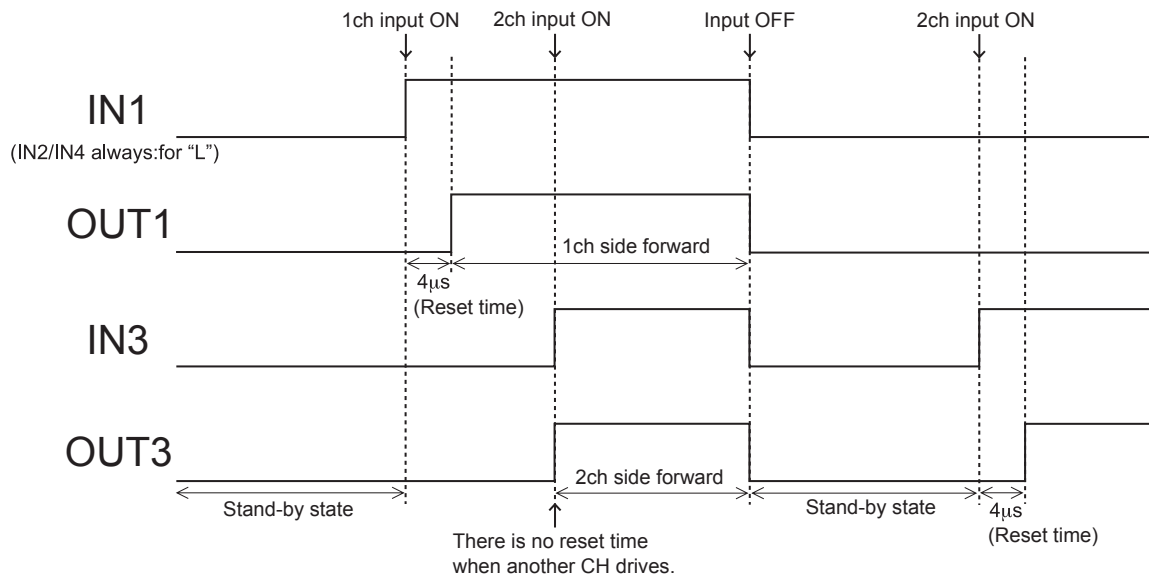 1ch input ON
2ch input ON
Input OFF
2ch input ON
IN1
(IN2/IN4 always:for “L”)
OUT1
1ch side forward
4μs
(Reset time)
IN3
OUT3
2ch side forward
Stand-by state
Stand-by state
4μs
(Reset time)
There is no reset time
when another CH drives.